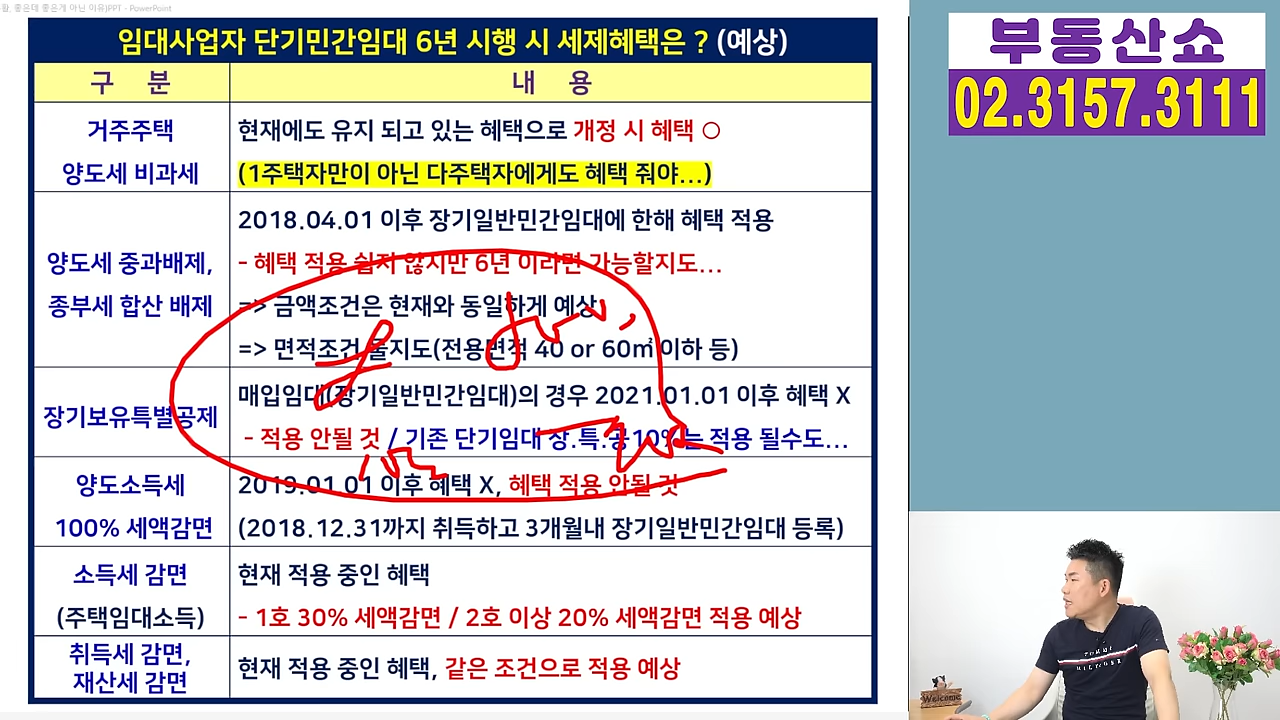 활, 좋은데 좋은게 아닌 이유]PPT - PowerPoint
임대사업자 단기민간임대 6년 시행 시 세제혜택은 ? (예상)
구 분
내 용
거주주택
양도세 비과세
현재에도 유지 되고 있는 혜택으로 개정 시 혜택 ○
(1주택자만이 아닌 다주택자에게도 혜택 줘야...)
양도세 중과배제,
종부세 합산 배제
2018.04.01 이후 장기일반민간임대에 한해 혜택 적용
- 혜택 적용 쉽지 않지만 6년 이라면 가능할지도...
=> 금액조건은 현재와 동일하게 예상
=> 면적조건 둘지도(전용면적 40 or 60㎡ 이하 등)
장기보유특별공제
매입임대(장기일반민간임대)의 경우 2021.01.01 이후 혜택 X
- 적용 안될 것 / 기존 단기임대 장.특.공10%는 적용 될수도...
양도소득세
100% 세액감면
2019.01.01 이후 혜택 X, 혜택 적용 안될 것
(2018.12.31까지 취득하고 3개월내 장기일반민간임대 등록)
소득세 감면
(주택임대소득)
현재 적용 중인 혜택
- 1호 30% 세액감면 / 2호 이상 20% 세액감면 적용 예상
취득세 감면,
재산세 감면
현재 적용 중인 혜택, 같은 조건으로 적용 예상
부동산쇼
02.3157.3111
Welcome